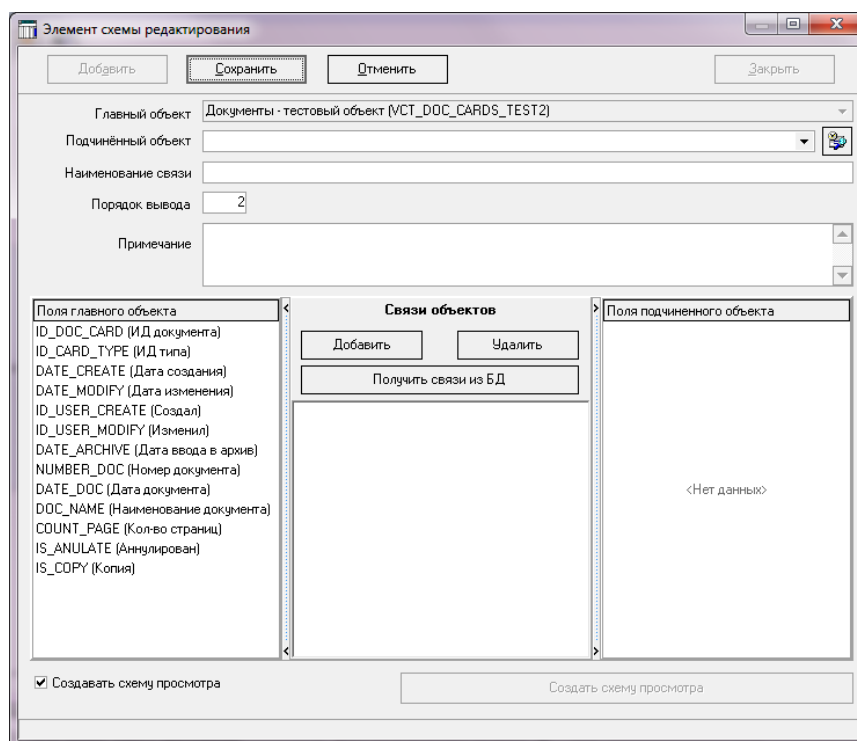 Элемент схемы редактирования
Добавить Сохранить Отменить Закрыть
Главный объект Документы - тестовый объект (VCT_DOC_CARDS_TEST2)
Подчинённый объект
Наименование связи
Порядок вывода 2
Примечание
Поля главного объекта
ID_DOC_CARD (ИД документа)
ID_CARD_TYPE (ИД типа)
DATE_CREATE (Дата создания)
DATE_MODIFY (Дата изменения)
ID_USER_CREATE (Создал)
ID_USER_MODIFY (Изменил)
DATE_ARCHIVE (Дата ввода в архив)
NUMBER_DOC (Номер документа)
DATE_DOC (Дата документа)
DOC_NAME (Наименование документа)
COUNT_PAGE (Кол-во страниц)
IS_ANULATE (Аннулирован)
IS_COPY (Копия)
Связи объектов
Добавить Удалить
Получить связи из БД
Поля подчиненного объекта
<Нет данных>
Создавать схему просмотра
Создать схему просмотра